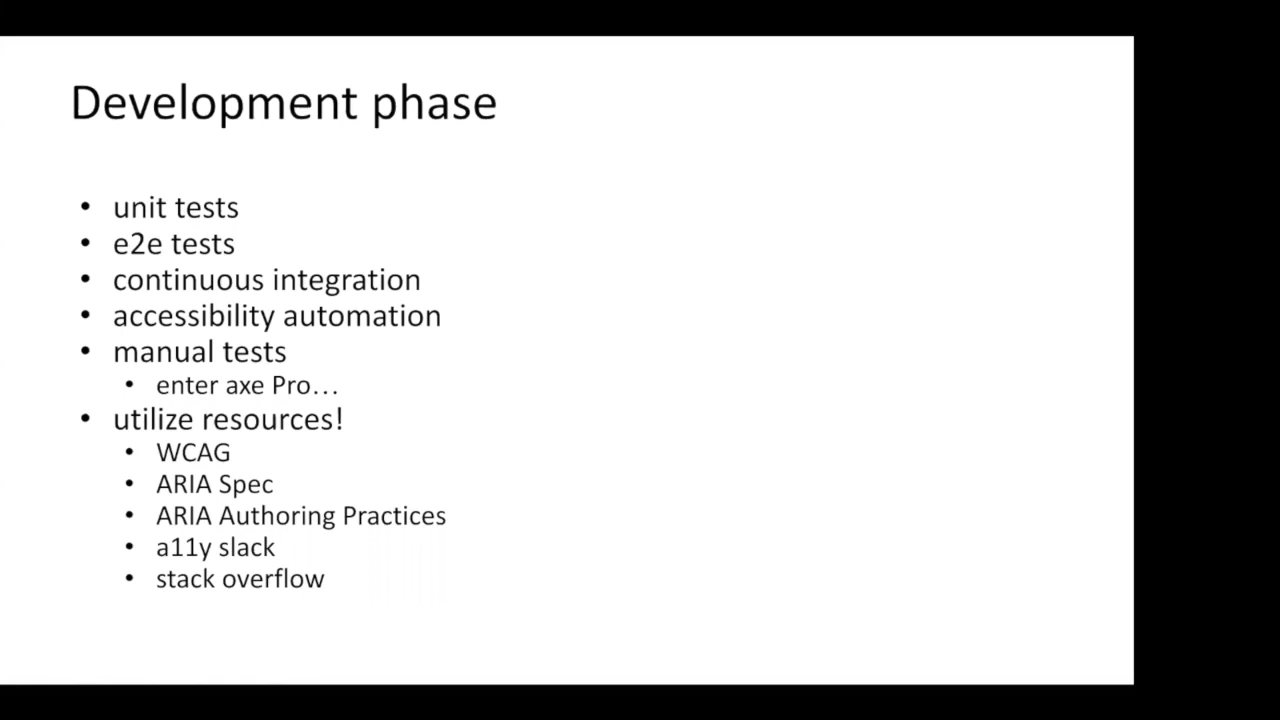 Development phase
• unit tests
• e2e tests
• continuous integration
• accessibility automation
• manual tests
• enter axe Pro…
• utilize resources!
• WCAG
• ARIA Spec
• ARIA Authoring Practices
• a11y slack
• stack overflow